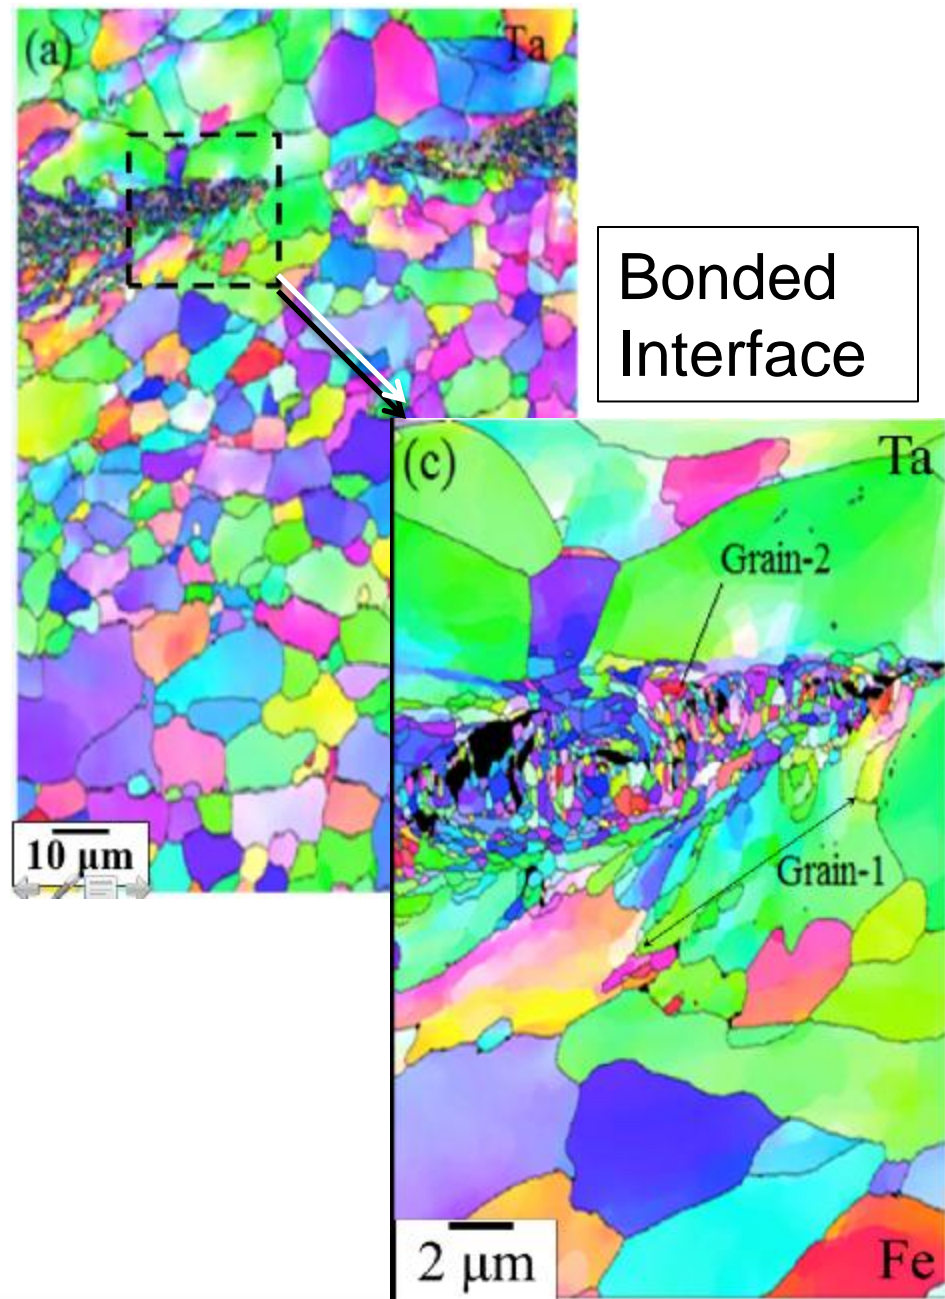 (a)
Ta
Bonded
Interface
(c)
Ta
Grain-2
Grain-1
10 µm
2 µm
Fe